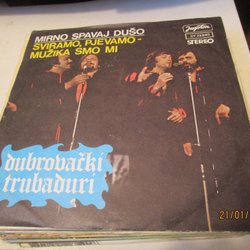 MIRNO SPAVAJ DUŠO
SVIRAMO, PJEVAMO -
MUŽIKA SMO MI
Jugoton
STEREO
dubrovački
trubaduri
21/01/